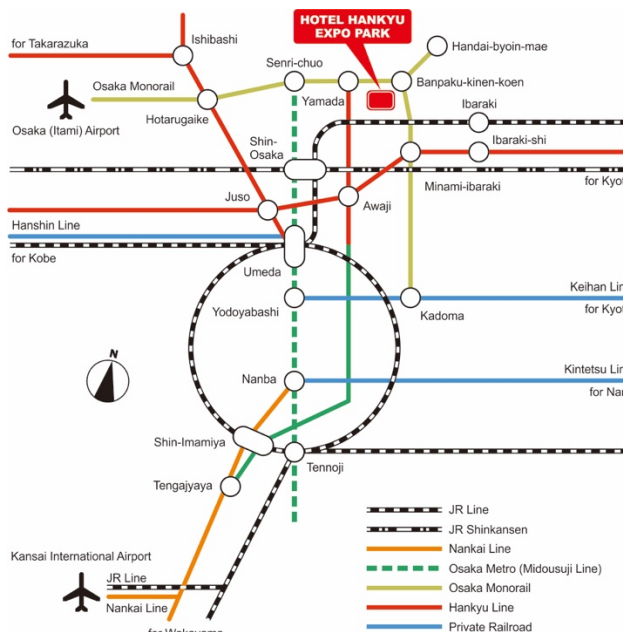 HOTEL HANKYU
EXPO PARK
for Takarazuka
Ishibashi
Handai-byoin-mae
Senri-chuo
Osaka Monorail
Yamada
Banpaku-kinen-koen
Osaka (Itami) Airport
Hotarugaike
Ibaraki
Shin-
Osaka
Ibaraki-shi
Minami-ibaraki
for Kyot
Juso
Awaji
Hanshin Line
for Kobe
Umeda
Keihan Lin
Yodoyabashi
Kadoma
for Kyot
N
Kintetsu Lin
Nanba
for Nar
Shin-Imamiya
Tennoji
Tengajyaya
JR Line
JR Shinkansen
Kansai International Airport
Nankai Line
JR Line
Osaka Metro (Midousuji Line)
Osaka Monorail
Nankai Line
Hankyu Line
for Wakayama
Private Railroad